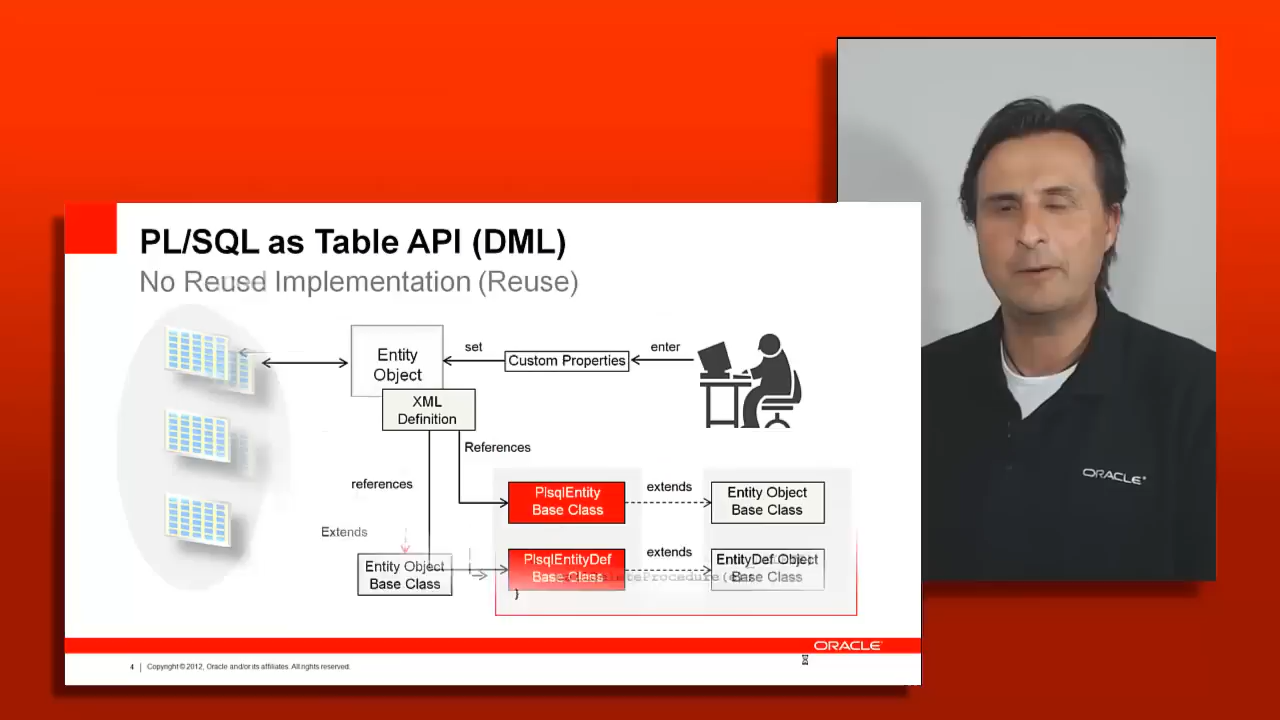 PL/SQL as Table API (DML)
No Reused Implementation (Reuse)
Entity
Object
set
Custom Properties
enter
XML
Definition
References
references
PlsqlEntity
Base Class
extends
Entity Object
Base Class
Extends
Entity Object
Base Class
PlsqlEntityDef
Base Class
extends
EntityDef Object
Base Class
)
ORACLE
4
Copyright © 2012, Oracle and/or its affiliates. All rights reserved.
ORACLE